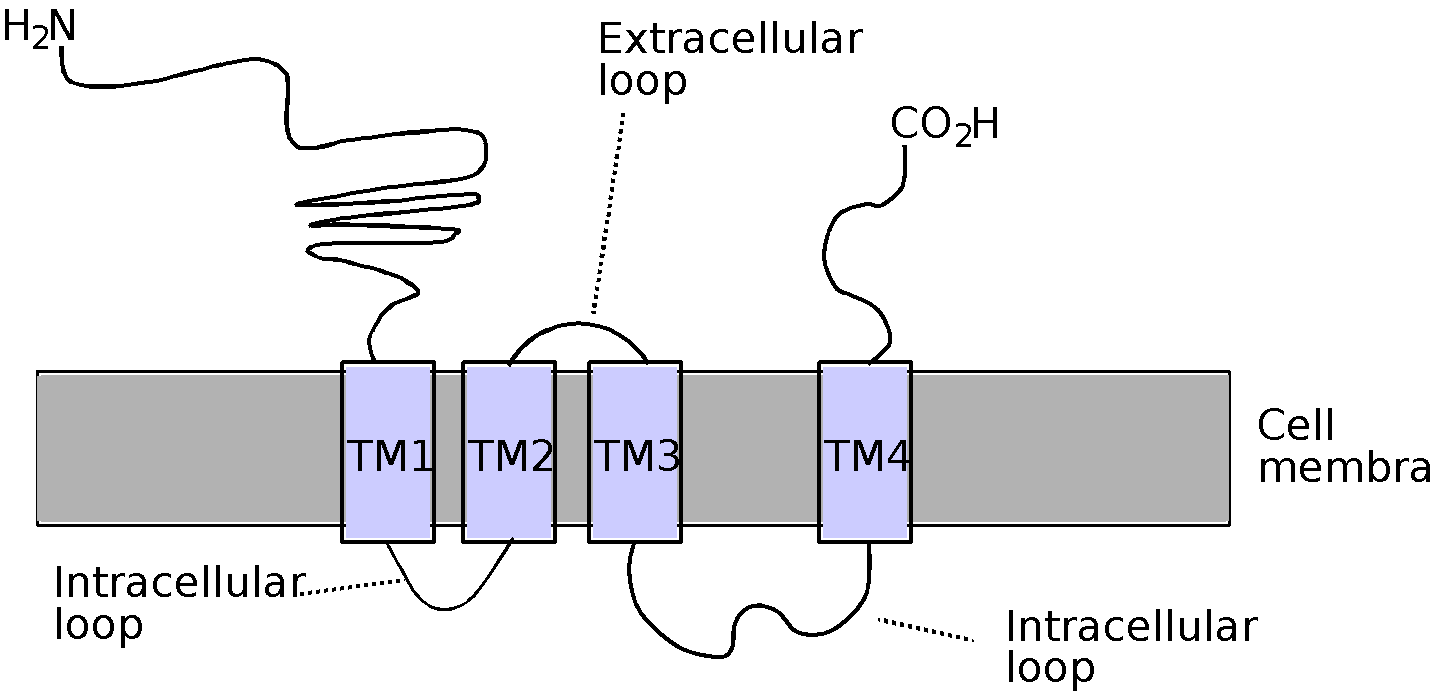 H₂N
Extracellular
loop
CO₂H
TM1
TM2
TM3
TM4
Cell
membra
Intracellular
loop
Intracellular
loop